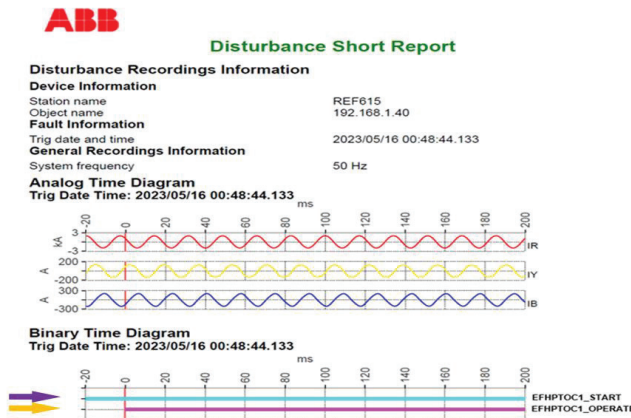 ABB
Disturbance Short Report
Disturbance Recordings Information
Device Information
Station name REF615
Object name 192.168.1.40
Fault Information
Trig date and time 2023/05/16 00:48:44.133
General Recordings Information
System frequency 50 Hz
Analog Time Diagram
Trig Date Time: 2023/05/16 00:48:44.133
ms
-20 0 20 40 60 80 100 120 140 160 180 200
kA 3 -3 IR
A 200 -200 IY
A 300 -300 IB
Binary Time Diagram
Trig Date Time: 2023/05/16 00:48:44.133
ms
-20 0 20 40 60 80 100 120 140 160 180 200
EFHPTOC1_START
EFHPTOC1_OPERATI